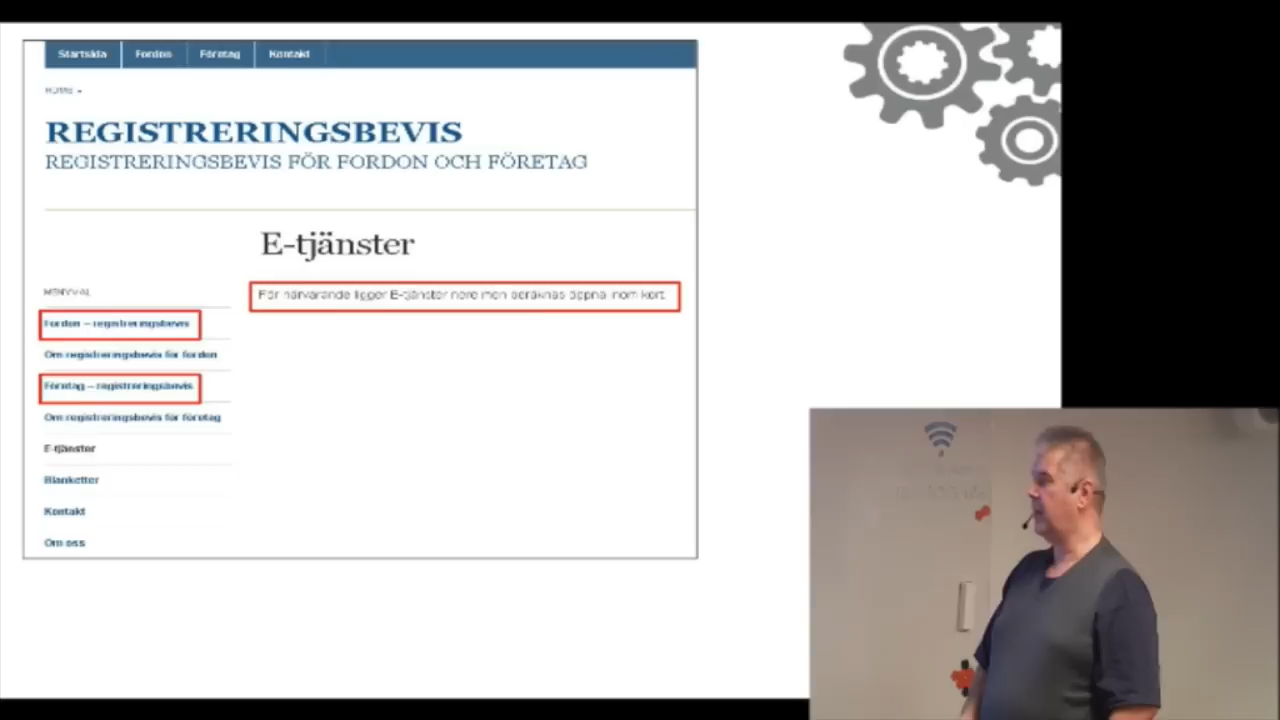 Startsida Fordon Företag Kontakt
HOME
REGISTRERINGSBEVIS
REGISTRERINGSBEVIS FÖR FORDON OCH FÖRETAG
E-tjänster
För närvarande ligger E-tjänster nere men beräknas öppna inom kort.
MENYVAL
Fordon – registreringsbevis
Om registreringsbevis för fordon
Företag – registreringsbevis
Om registreringsbevis för företag
E-tjänster
Blanketter
Kontakt
Om oss